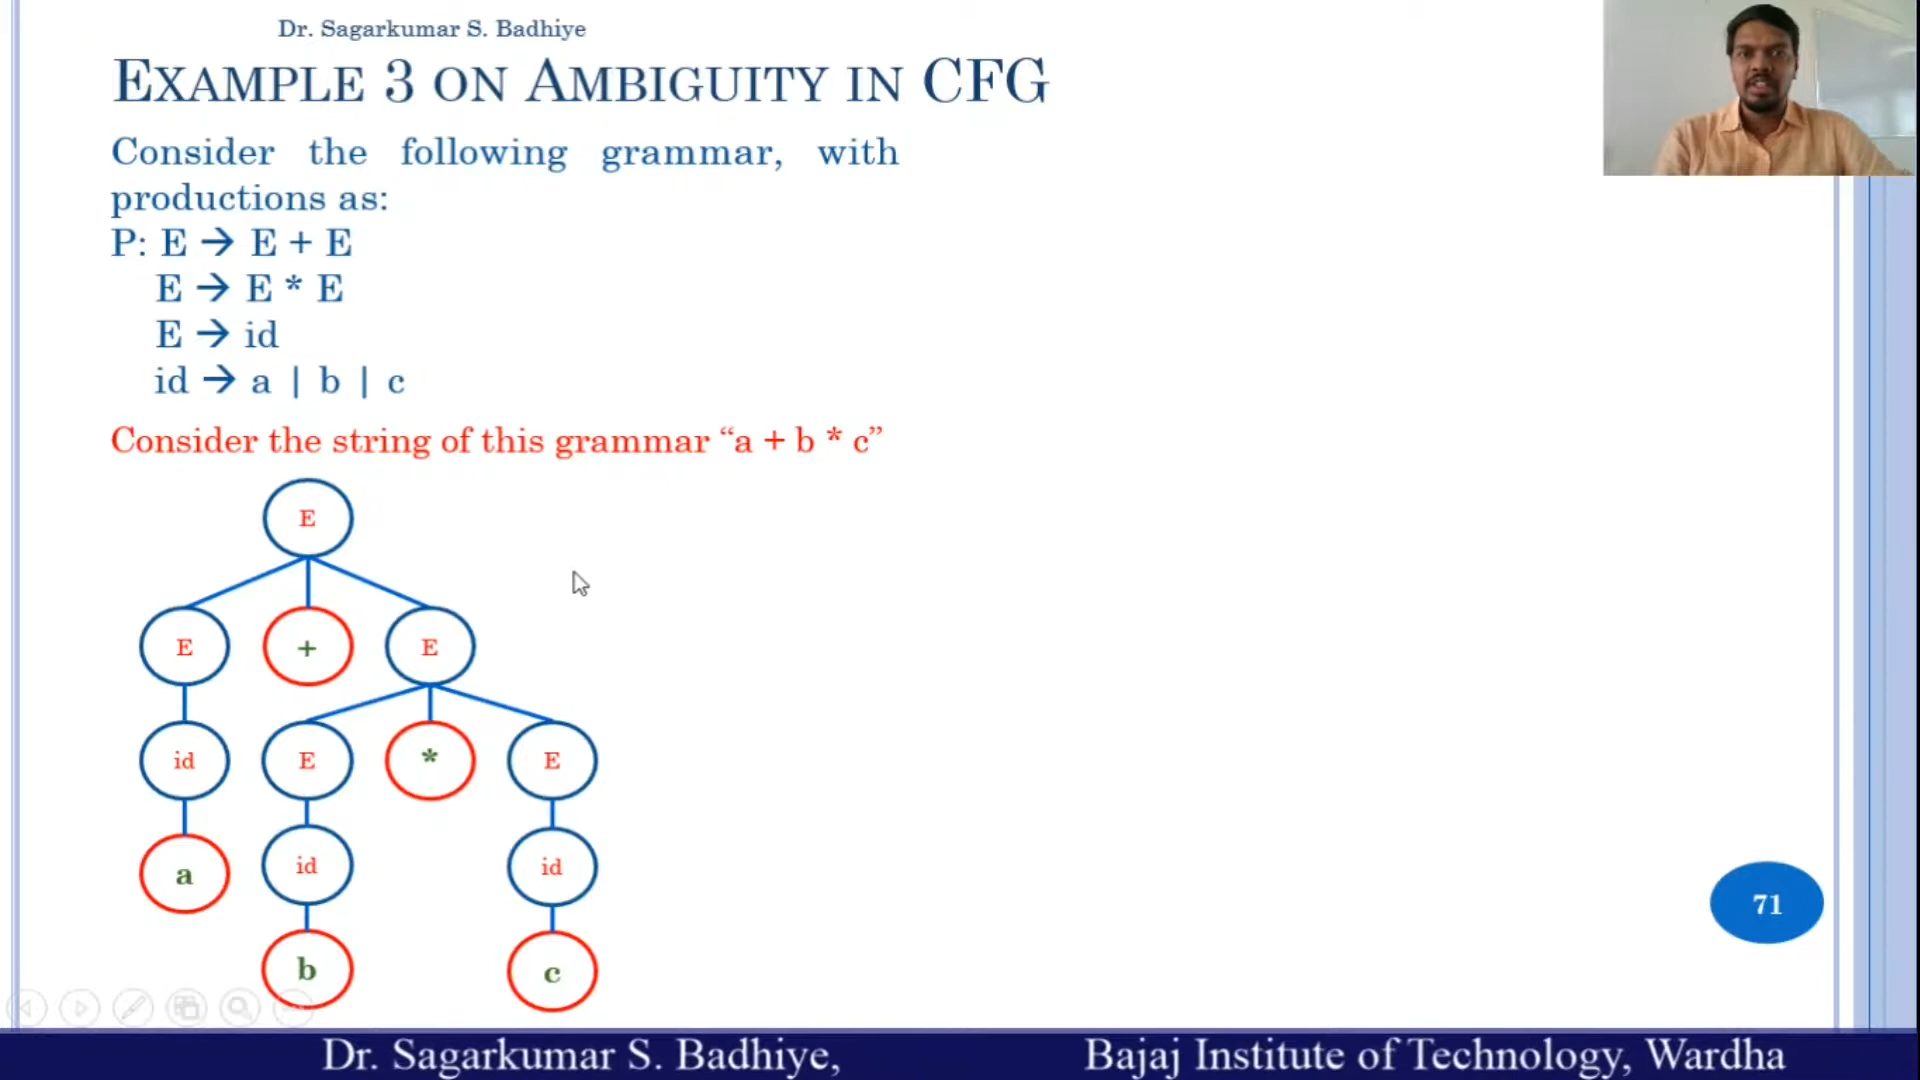 Dr. Sagarkumar S. Badhiye
EXAMPLE 3 ON AMBIGUITY IN CFG
Consider the following grammar, with
productions as:
P: E → E + E
E → E * E
E → id
id → a | b | c
Consider the string of this grammar “a + b * c”
E
E + E
id E * E
a id id
b c
71
Dr. Sagarkumar S. Badhiye, Bajaj Institute of Technology, Wardha